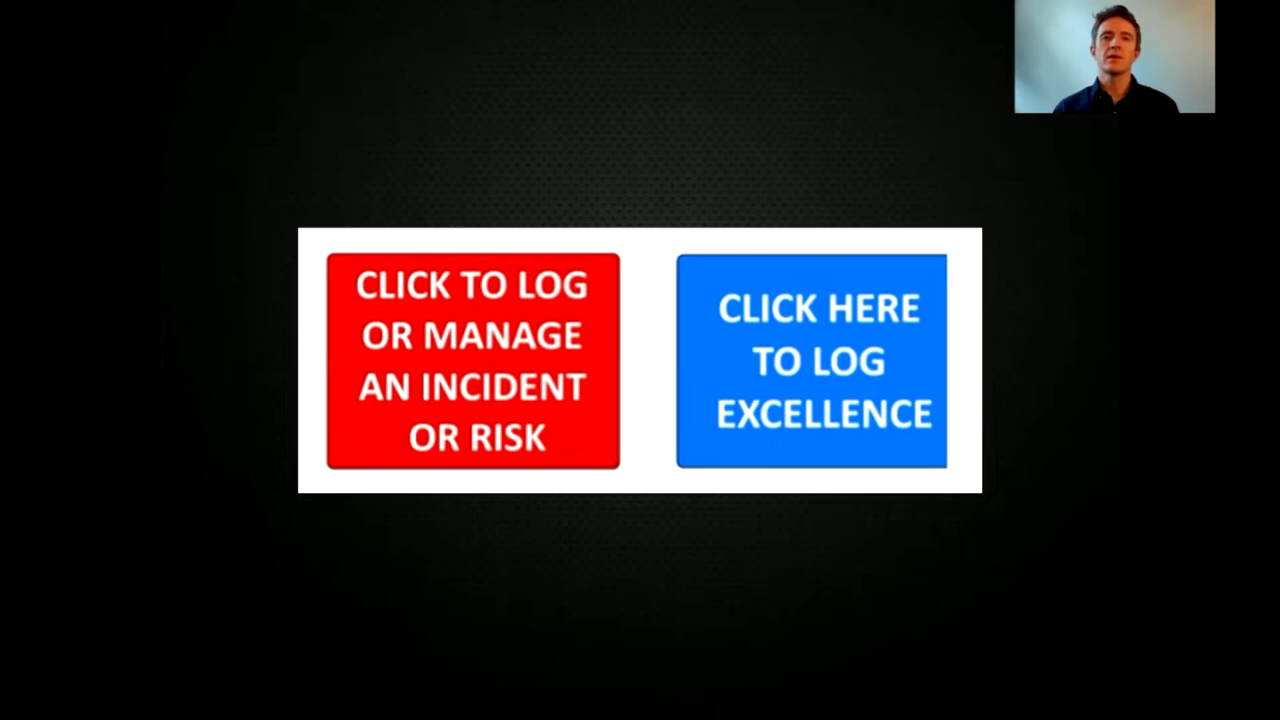 CLICK TO LOG
OR MANAGE
AN INCIDENT
OR RISK
CLICK HERE
TO LOG
EXCELLENCE